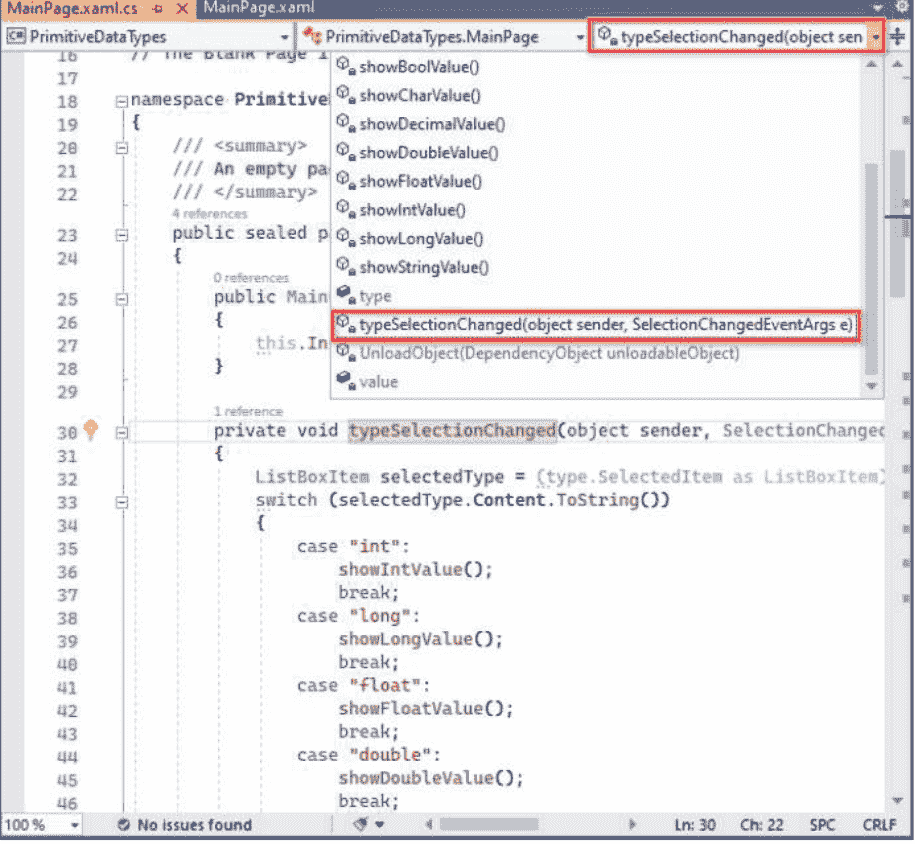 MainPage.xaml.cs MainPage.xaml
C# PrimitiveDataTypes PrimitiveDataTypes.MainPage typeSelectionChanged(object sen
16 // The Blank Page i
17
18 namespace Primitive
19 {
20 /// <summary>
21 /// An empty pa
22 /// </summary>
4 references
23 public sealed p
24 {
0 references
25 public Main
26 {
27 this.In
28 }
29
showBoolValue()
showCharValue()
showDecimalValue()
showDoubleValue()
showFloatValue()
showIntValue()
showLongValue()
showStringValue()
type
typeSelectionChanged(object sender, SelectionChangedEventArgs e)
UnloadObject(DependencyObject unloadableObject)
value
1 reference
30 private void typeSelectionChanged(object sender, SelectionChanged
31 {
32 ListBoxItem selectedType = (type.SelectedItem as ListBoxItem)
33 switch (selectedType.Content.ToString())
34 {
35 case "int":
36 showIntValue();
37 break;
38 case "long":
39 showLongValue();
40 break;
41 case "float":
42 showFloatValue();
43 break;
44 case "double":
45 showDoubleValue();
46 break;
100 % No issues found Ln: 30 Ch: 22 SPC CRLF